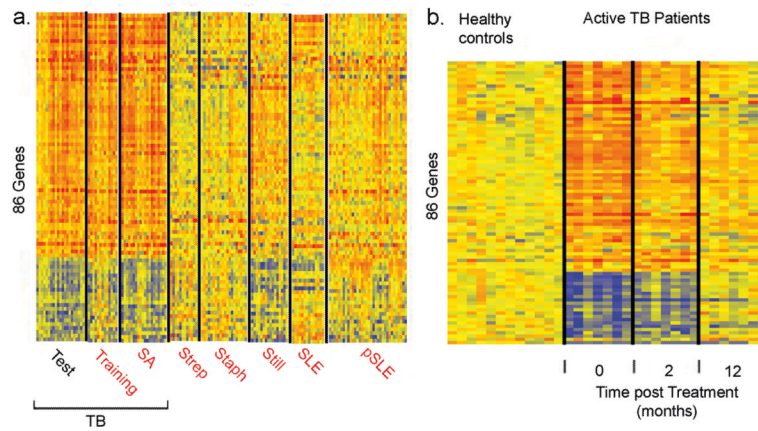 a.
86 Genes
Test
Training
SA
Strep
Staph
Still
SLE
pSLE
TB
b.
Healthy
controls
Active TB Patients
86 Genes
0 2 12
Time post Treatment
(months)